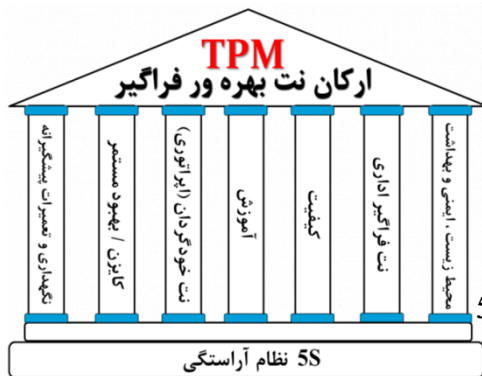 TPM
ارکان نت بهره ور فراگیر
محیط زیست ، ایمنی و بهداشت
نت فراگیر اداری
کیفیت
آموزش
نت خودگردان (اپراتوری)
کایزن / بهبود مستمر
نگهداری و تعمیرات پیشگیرانه
5S نظام آراستگی